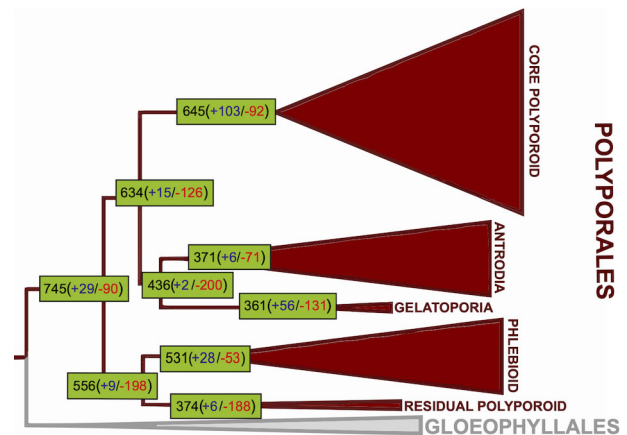 645(+103/-92)
CORE POLYPOROID
POLYPORALES
634(+15/-126)
371(+6/-71)
ANTRODIA
436(+2/-200)
745(+29/-90)
361(+56/-131)
GELATOPORIA
531(+28/-53)
PHLEBIOID
556(+9/-198)
374(+6/-188)
RESIDUAL POLYPOROID
GLOEOPHYLLALES